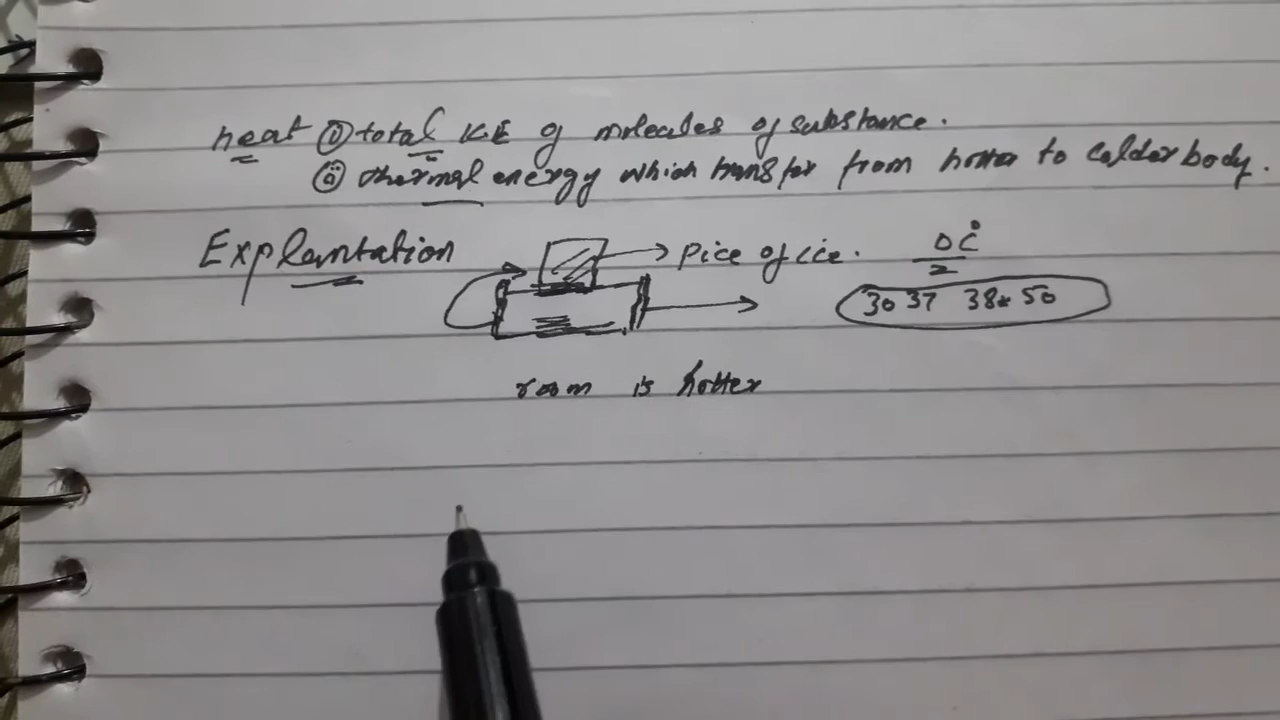 heat ① total KE of molecules of substance.
② thermal energy which transfer from hotter to colder body.
Explantation
Pice of ice. 0°C
30 37 38 50
room is hotter